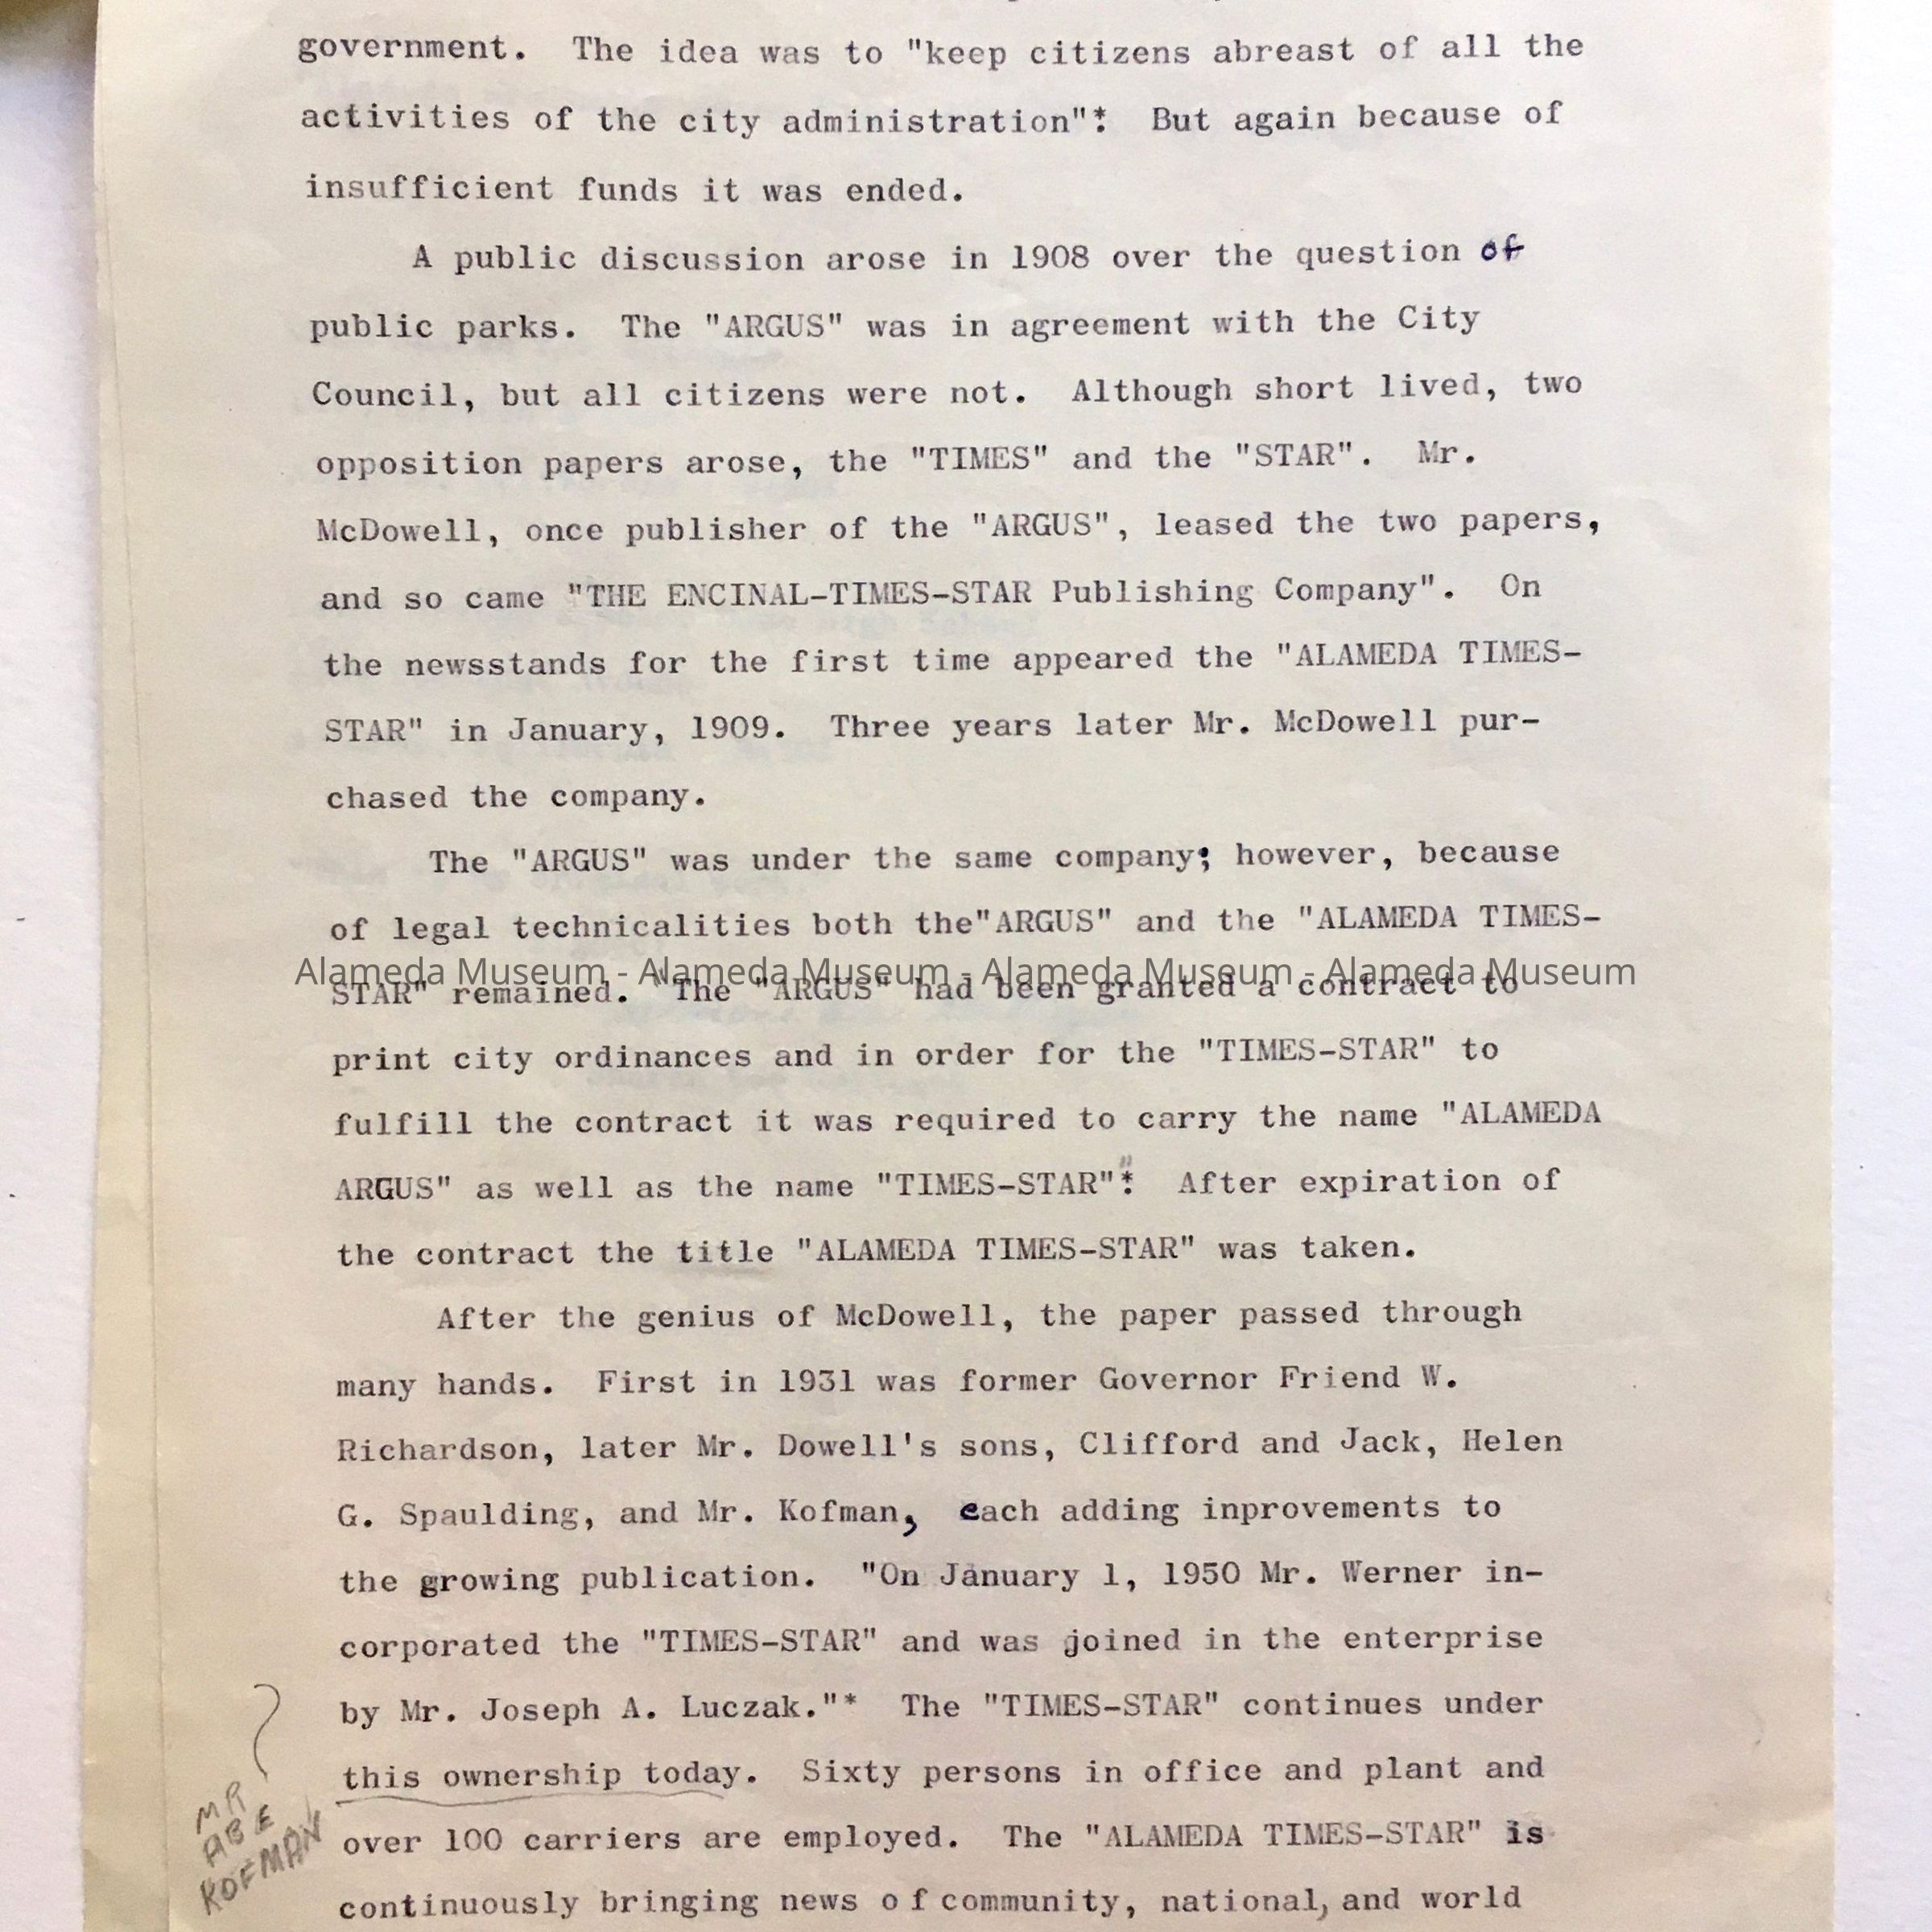 government.  The idea was to "keep citizens abreast of all the
activities of the city administration"*.  But again because of
insufficient funds it was ended.
A public discussion arose in 1908 over the question of
public parks.  The "ARGUS" was in agreement with the City
Council, but all citizens were not.  Although short lived, two
opposition papers arose, the "TIMES" and the "STAR".  Mr.
McDowell, once publisher of the "ARGUS", leased the two papers,
and so came "THE ENCINAL-TIMES-STAR Publishing Company".  On
the newsstands for the first time appeared the "ALAMEDA TIMES-
STAR" in January, 1909.  Three years later Mr. McDowell pur-
chased the company.
The "ARGUS" was under the same company; however, because
of legal technicalities both the"ARGUS" and the "ALAMEDA TIMES-
Alameda Museum - Alameda Museum - Alameda Museum - Alameda Museum
STAR" remained. "The "ARGUS" had been granted a contract to
print city ordinances and in order for the "TIMES-STAR" to
fulfill the contract it was required to carry the name "ALAMEDA
ARGUS" as well as the name "TIMES-STAR""*.  After expiration of
the contract the title "ALAMEDA TIMES-STAR" was taken.
After the genius of McDowell, the paper passed through
many hands.  First in 1931 was former Governor Friend W.
Richardson, later Mr. Dowell's sons, Clifford and Jack, Helen
G. Spaulding, and Mr. Kofman, each adding inprovements to
the growing publication.  "On January 1, 1950 Mr. Werner in-
corporated the "TIMES-STAR" and was joined in the enterprise
by Mr. Joseph A. Luczak."*  The "TIMES-STAR" continues under
this ownership today.  Sixty persons in office and plant and
over 100 carriers are employed.  The "ALAMEDA TIMES-STAR" is
continuously bringing news of community, national, and world
MR
ABE
KOFMAN